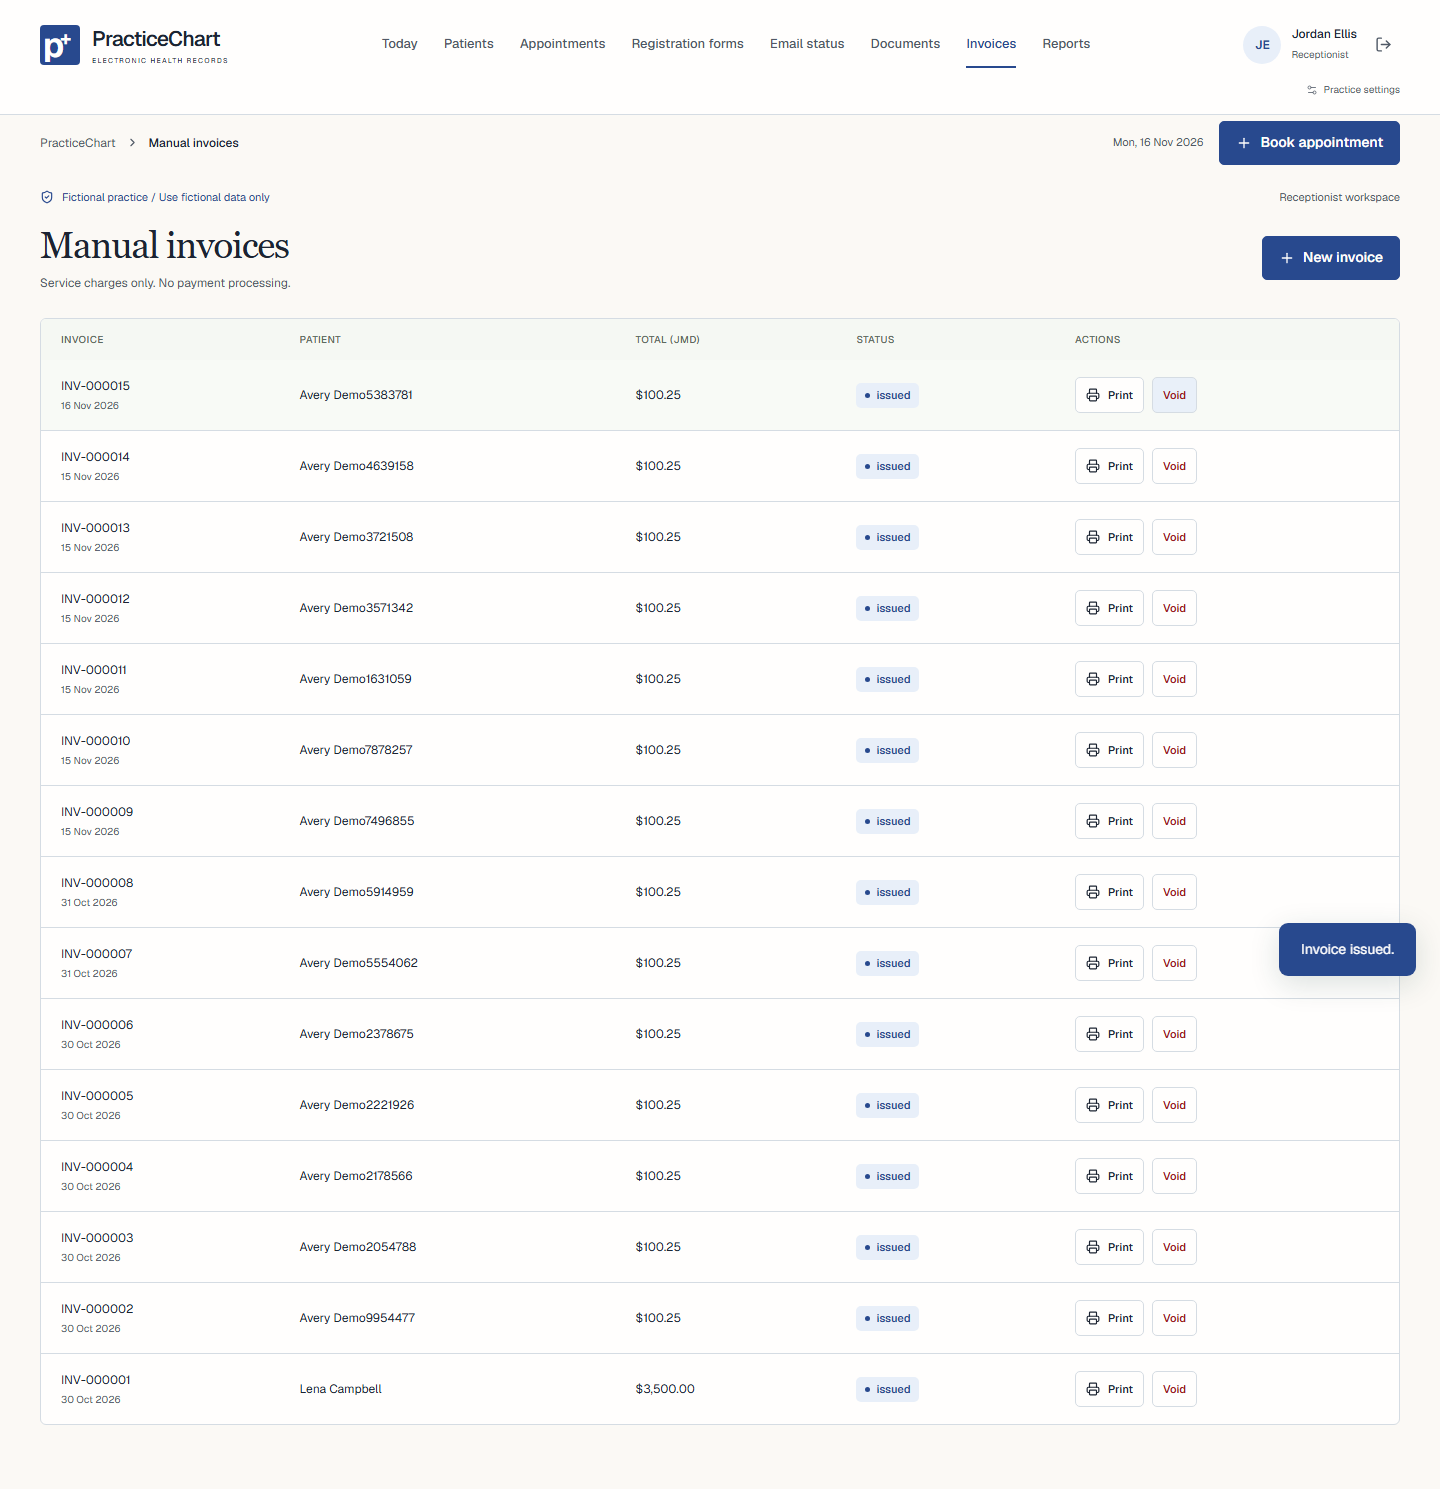 p+ PracticeChart
ELECTRONIC HEALTH RECORDS
Today Patients Appointments Registration forms Email status Documents Invoices Reports
JE Jordan Ellis
Receptionist
Practice settings
PracticeChart > Manual invoices
Mon, 16 Nov 2026
+ Book appointment
Fictional practice / Use fictional data only
Receptionist workspace
Manual invoices
Service charges only. No payment processing.
+ New invoice
INVOICE PATIENT TOTAL (JMD) STATUS ACTIONS
INV-000015 Avery Demo5383781 $100.25 issued Print Void
16 Nov 2026
INV-000014 Avery Demo4639158 $100.25 issued Print Void
15 Nov 2026
INV-000013 Avery Demo3721508 $100.25 issued Print Void
15 Nov 2026
INV-000012 Avery Demo3571342 $100.25 issued Print Void
15 Nov 2026
INV-000011 Avery Demo1631059 $100.25 issued Print Void
15 Nov 2026
INV-000010 Avery Demo7878257 $100.25 issued Print Void
15 Nov 2026
INV-000009 Avery Demo7496855 $100.25 issued Print Void
15 Nov 2026
INV-000008 Avery Demo5914959 $100.25 issued Print Void
31 Oct 2026
INV-000007 Avery Demo5554062 $100.25 issued Print Void
31 Oct 2026
Invoice issued.
INV-000006 Avery Demo2378675 $100.25 issued Print Void
30 Oct 2026
INV-000005 Avery Demo2221926 $100.25 issued Print Void
30 Oct 2026
INV-000004 Avery Demo2178566 $100.25 issued Print Void
30 Oct 2026
INV-000003 Avery Demo2054788 $100.25 issued Print Void
30 Oct 2026
INV-000002 Avery Demo9954477 $100.25 issued Print Void
30 Oct 2026
INV-000001 Lena Campbell $3,500.00 issued Print Void
30 Oct 2026